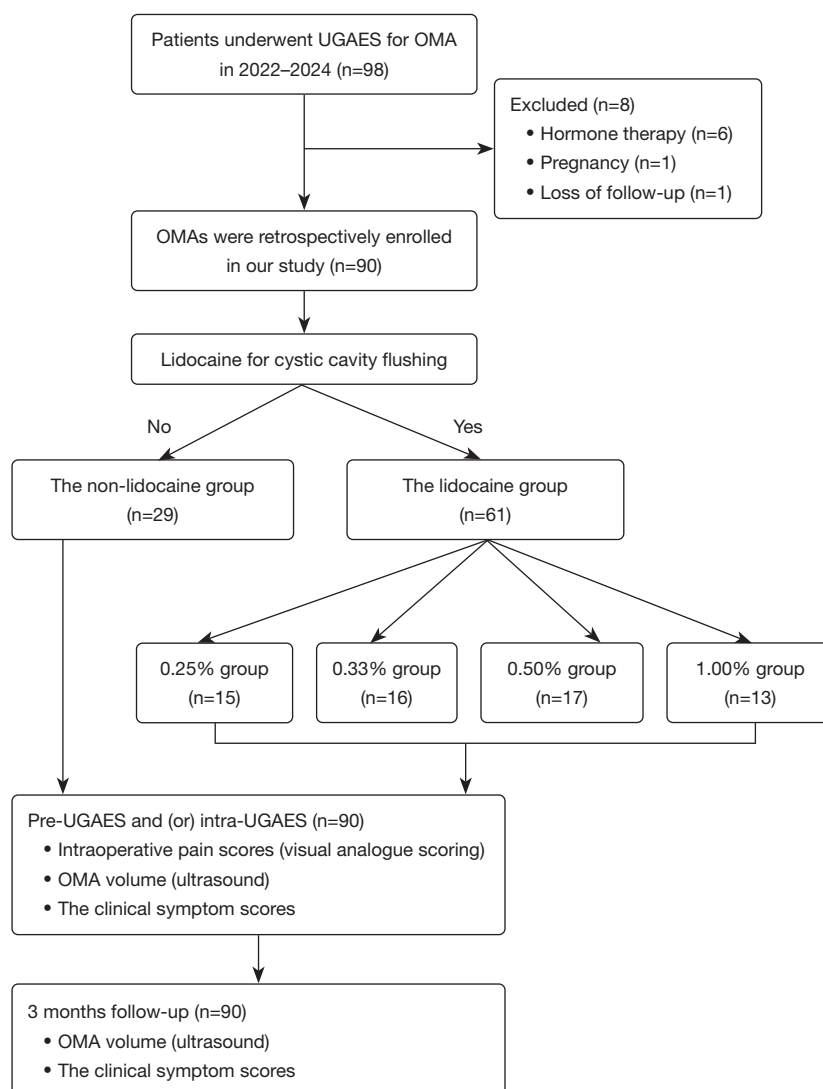 Patients underwent UGAES for OMA
in 2022–2024 (n=98)
Excluded (n=8)
• Hormone therapy (n=6)
• Pregnancy (n=1)
• Loss of follow-up (n=1)
OMAs were retrospectively enrolled
in our study (n=90)
Lidocaine for cystic cavity flushing
No
Yes
The non-lidocaine group
(n=29)
The lidocaine group
(n=61)
0.25% group
(n=15)
0.33% group
(n=16)
0.50% group
(n=17)
1.00% group
(n=13)
Pre-UGAES and (or) intra-UGAES (n=90)
• Intraoperative pain scores (visual analogue scoring)
• OMA volume (ultrasound)
• The clinical symptom scores
3 months follow-up (n=90)
• OMA volume (ultrasound)
• The clinical symptom scores